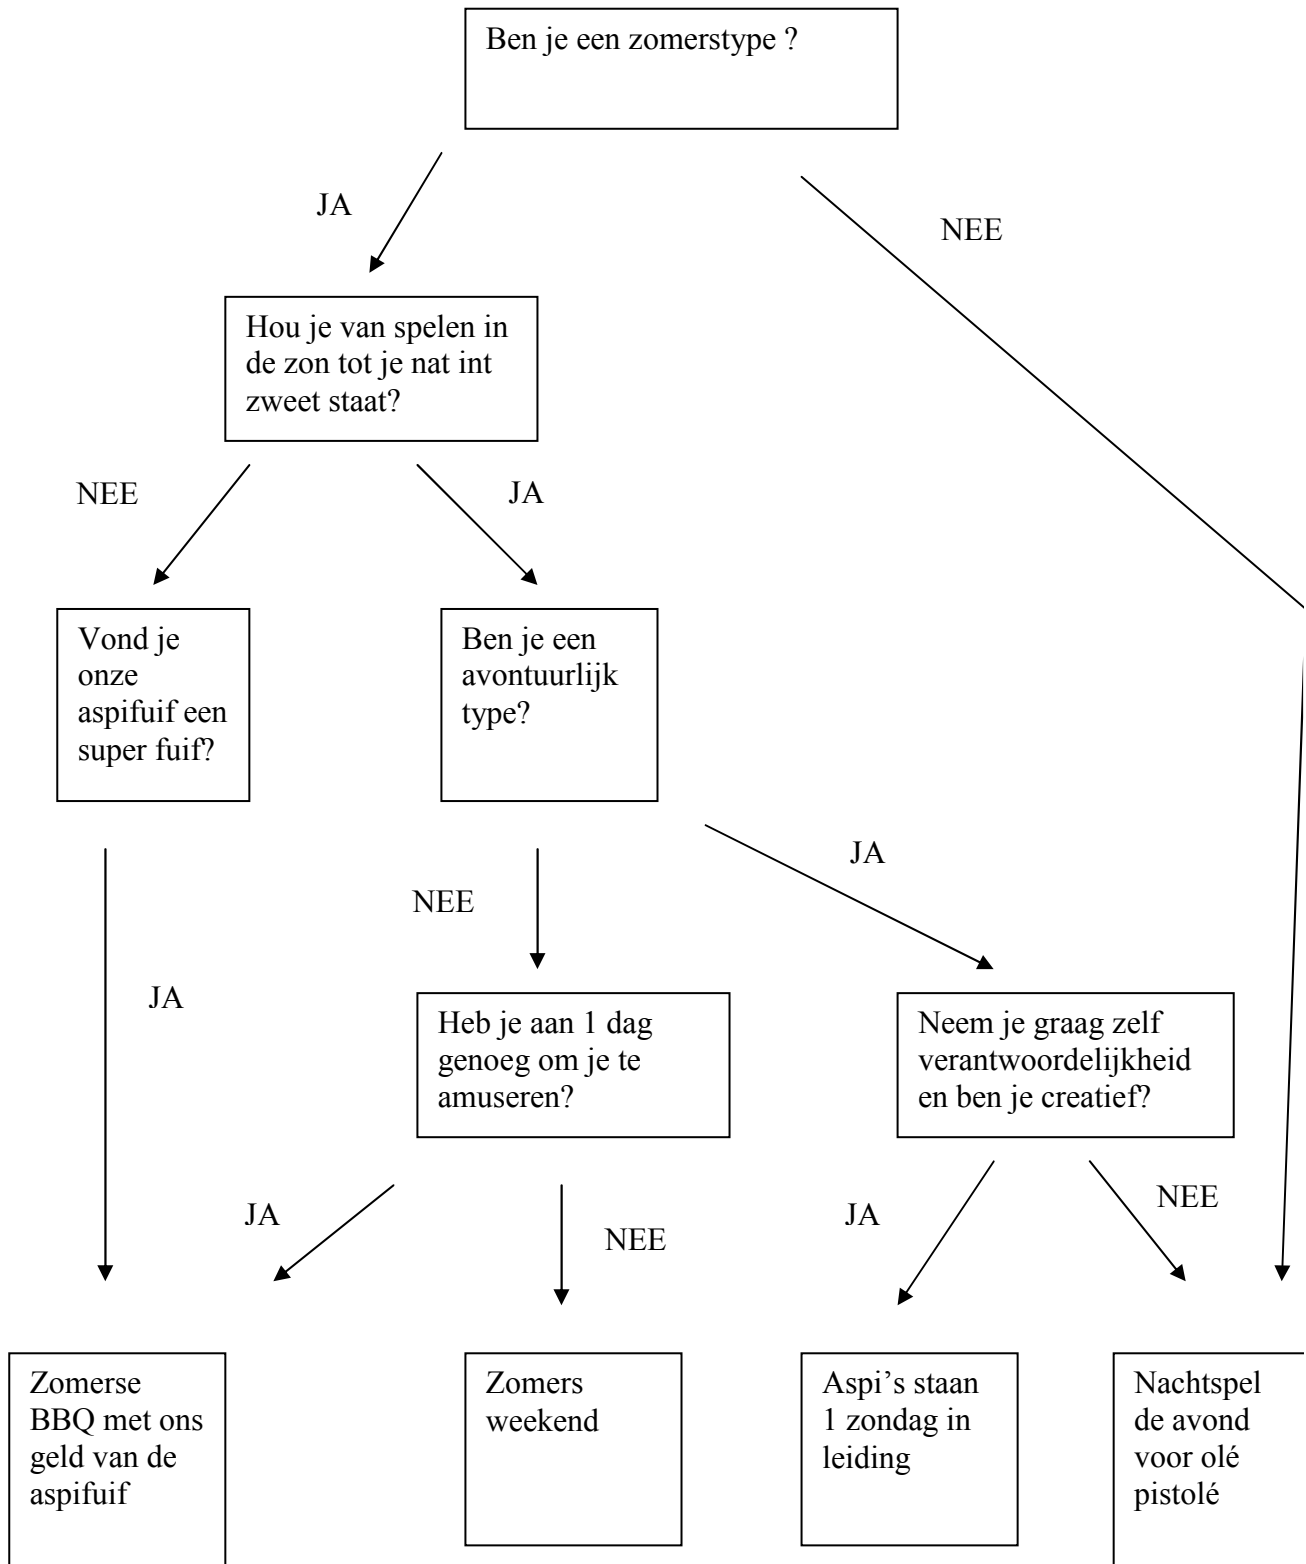 Ben je een zomerstype ?
JA
NEE
Hou je van spelen in
de zon tot je nat int
zweet staat?
NEE
JA
Vond je
onze
aspifuif een
super fuif?
Ben je een
avontuurlijk
type?
JA
NEE
JA
Heb je aan 1 dag
genoeg om je te
amuseren?
Neem je graag zelf
verantwoordelijkheid
en ben je creatief?
JA
NEE
JA
NEE
Zomerse
BBQ met ons
geld van de
aspifuif
Zomers
weekend
Aspi’s staan
1 zondag in
leiding
Nachtspel
de avond
voor olé
pistolé